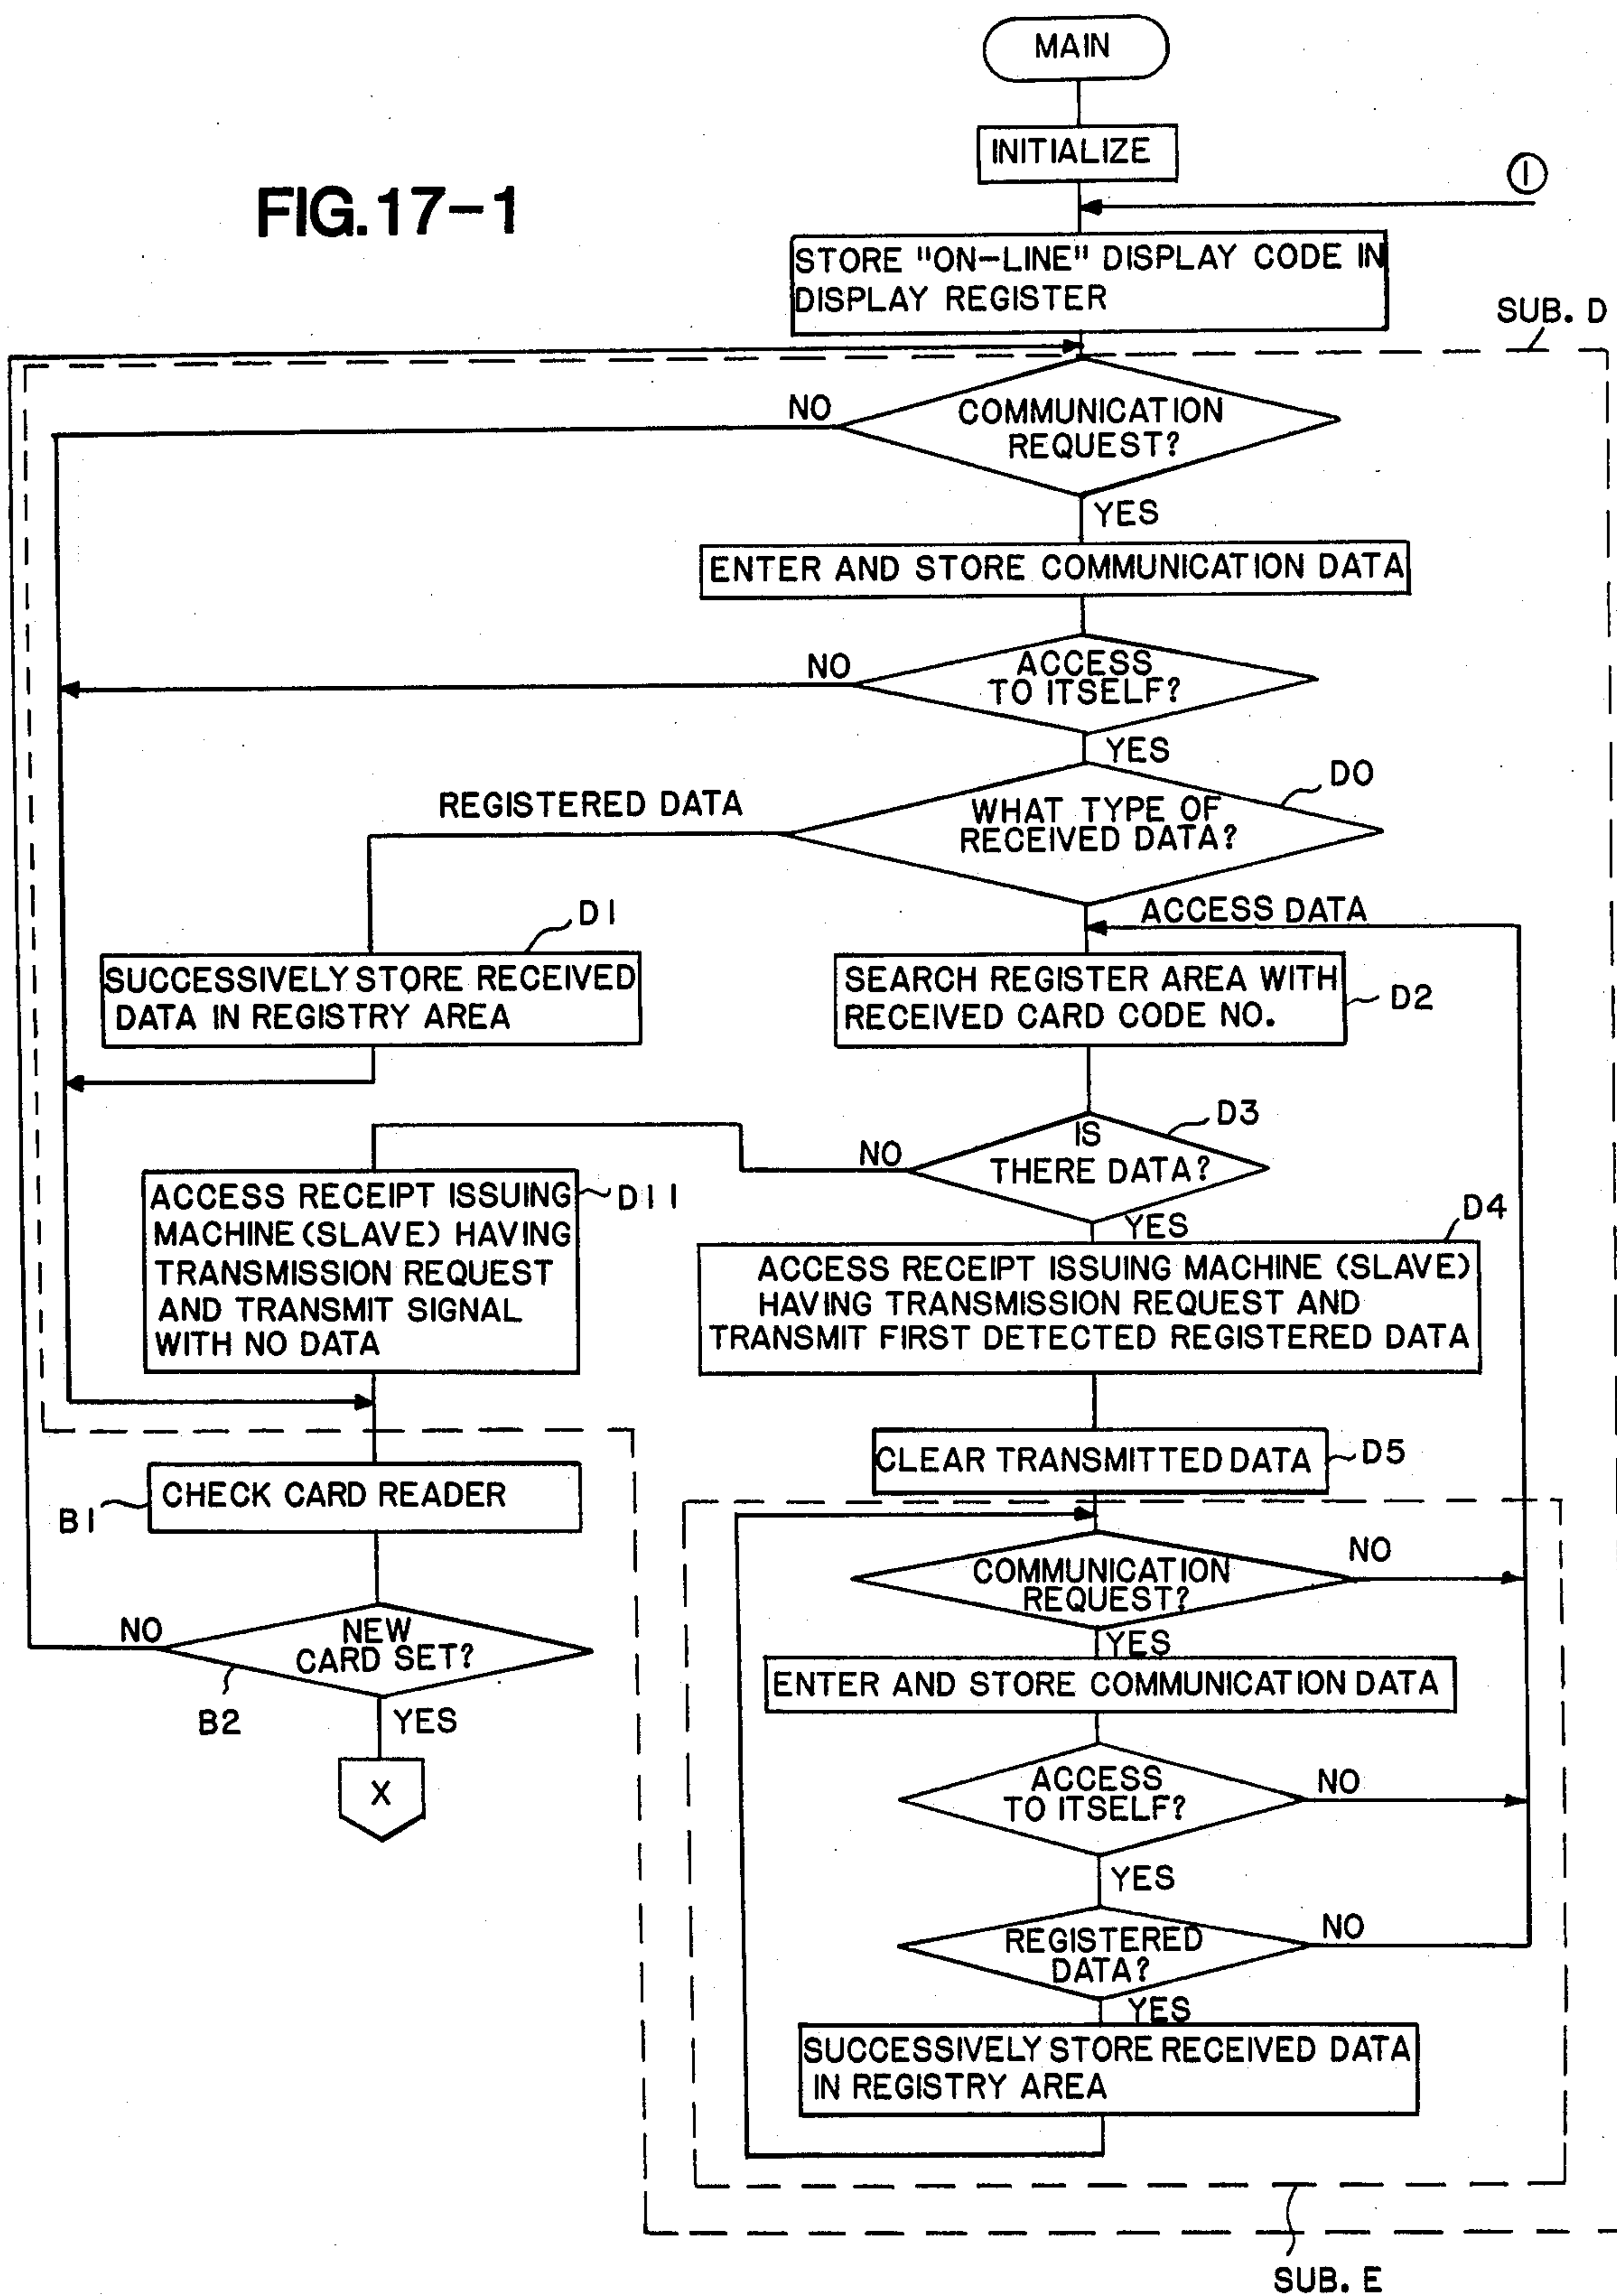 MAIN
INITIALIZE
1
FIG.17-1
STORE "ON-LINE" DISPLAY CODE IN
DISPLAY REGISTER
SUB. D
NO
COMMUNICATION
REQUEST?
YES
ENTER AND STORE COMMUNICATION DATA
NO
ACCESS
TO ITSELF?
YES
D0
REGISTERED DATA
WHAT TYPE OF
RECEIVED DATA?
ACCESS DATA
D1
SUCCESSIVELY STORE RECEIVED
DATA IN REGISTRY AREA
SEARCH REGISTER AREA WITH
RECEIVED CARD CODE NO.
D2
D3
NO
IS
THERE DATA?
YES
D4
ACCESS RECEIPT ISSUING
MACHINE (SLAVE) HAVING
TRANSMISSION REQUEST
AND TRANSMIT SIGNAL
WITH NO DATA
D11
ACCESS RECEIPT ISSUING MACHINE (SLAVE)
HAVING TRANSMISSION REQUEST AND
TRANSMIT FIRST DETECTED REGISTERED DATA
CLEAR TRANSMITTED DATA
D5
CHECK CARD READER
B1
COMMUNICATION
REQUEST?
NO
YES
NO
NEW
CARD SET?
B2
YES
X
ENTER AND STORE COMMUNICATION DATA
ACCESS
TO ITSELF?
NO
YES
REGISTERED
DATA?
NO
YES
SUCCESSIVELY STORE RECEIVED DATA
IN REGISTRY AREA
SUB. E